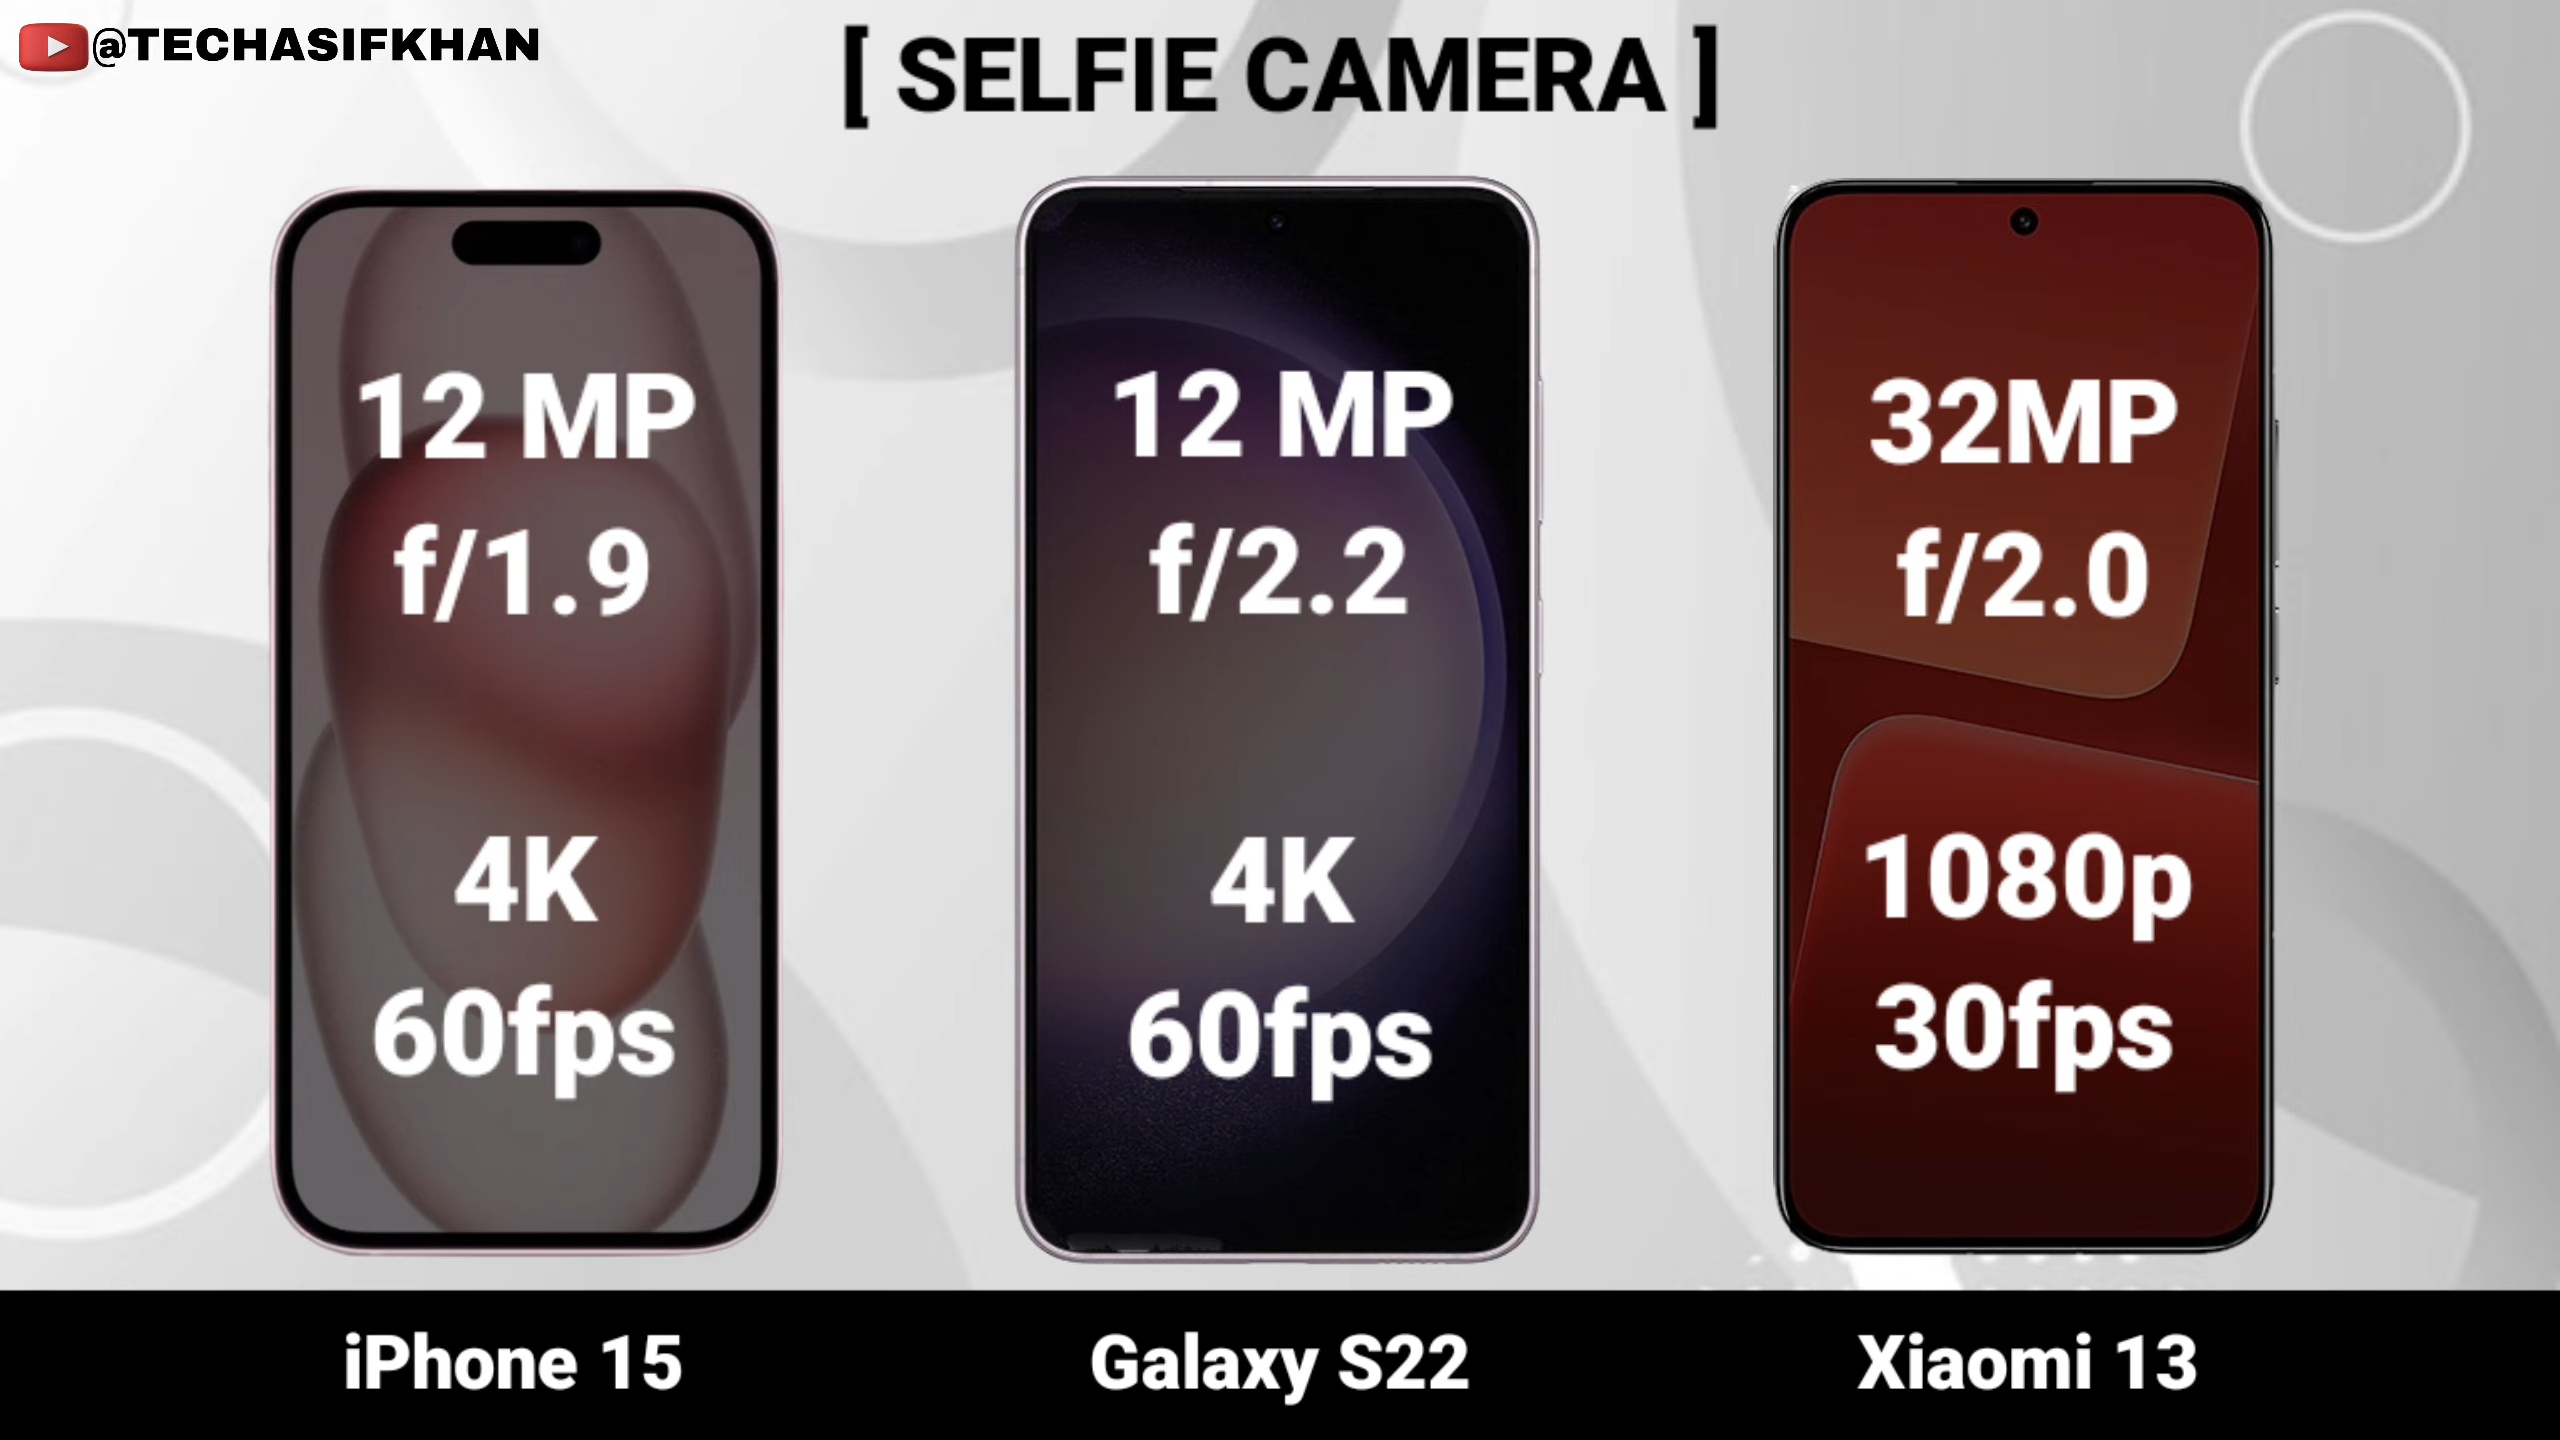 @TECHASIFKHAN
[ SELFIE CAMERA ]
12 MP
f/1.9
4K
60fps
12 MP
f/2.2
4K
60fps
32MP
f/2.0
1080p
30fps
iPhone 15
Galaxy S22
Xiaomi 13